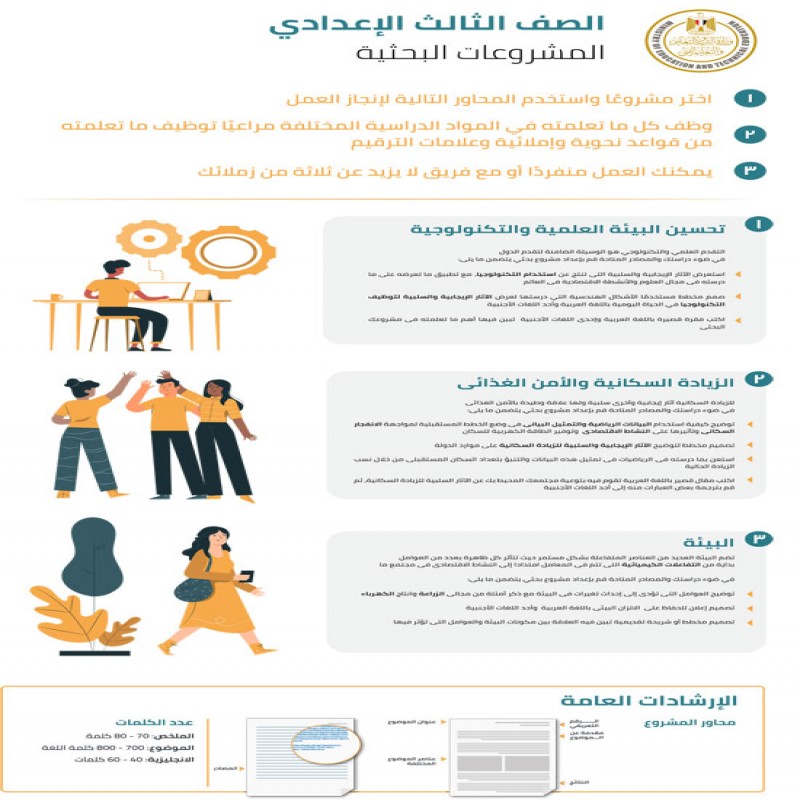 الصف الثالث الإعدادي
المشروعات البحثية
MINISTRY OF EDUCATION AND TECHNICAL EDUCATION
١ اختر مشروعًا واستخدم المحاور التالية لإنجاز العمل
٢ وظف كل ما تعلمته في المواد الدراسية المختلفة مراعيًا توظيف ما تعلمته
من قواعد نحوية وإملائية وعلامات الترقيم
٣ يمكنك العمل منفردًا أو مع فريق لا يزيد عن ثلاثة من زملائك
١ تحسين البيئة العلمية والتكنولوجية
التقدم العلمي والتكنولوجي هو الوسيلة الضامنة لتقدم الدول
في ضوء دراستك والمصادر المتاحة قم بإعداد مشروع بحثي يتضمن ما يلي:
استعرض الآثار الإيجابية والسلبية التي تنتج عن استخدام التكنولوجيا، مع تطبيق ما تعرضه على ما
درسته في مجال العلوم والأنشطة الاقتصادية في العالم
صمم مخطط مستخدمًا الأشكال الهندسية التي درستها لعرض الآثار الإيجابية والسلبية لتوظيف
التكنولوجيا في الحياة اليومية باللغة العربية وأحد اللغات الأجنبية
اكتب فقرة قصيرة باللغة العربية وإحدى اللغات الأجنبية تبين فيها أهم ما تعلمته في مشروعك
البحثي
٢ الزيادة السكانية والأمن الغذائي
للزيادة السكانية آثار إيجابية وأخرى سلبية ولها علاقة وطيدة بالأمن الغذائي
في ضوء دراستك والمصادر المتاحة قم بإعداد مشروع بحثي يتضمن ما يلي:
توضيح كيفية استخدام البيانات الرياضية والتمثيل البياني في وضع الخطط المستقبلية لمواجهة الانفجار
السكاني وتأثيرها على النشاط الاقتصادي وتوفير الطاقة الكهربية للسكان
تصميم مخطط لتوضيح الآثار الإيجابية والسلبية للزيادة السكانية على موارد الدولة
استعن بما درسته في الرياضيات في تمثيل هذه البيانات والتنبؤ بتعداد السكان المستقبلي من خلال نسب
الزيادة الحالية
اكتب مقال قصير باللغة العربية تقوم فيه بتوعية مجتمعك المحيط بك عن الآثار السلبية للزيادة السكانية، ثم
قم بترجمة بعض العبارات منه إلى أحد اللغات الأجنبية
٣ البيئة
تضم البيئة العديد من العناصر المتفاعلة بشكل مستمر حيث تتأثر كل ظاهرة بعدد من العوامل
بداية من التفاعلات الكيميائية التي تتم في المعامل امتدادا إلى النشاط الاقتصادي في مجتمع ما
في ضوء دراستك والمصادر المتاحة قم بإعداد مشروع بحثي يتضمن ما يلي:
توضيح العوامل التي تؤدي إلى إحداث تغيرات في البيئة مع ذكر أمثلة من مجالي الزراعة وانتاج الكهرباء
تصميم إعلان للحفاظ على الاتزان البيئي باللغة العربية وأحد اللغات الأجنبية
تصميم مخطط أو شريحة تقديمية تبين فيه العلاقة بين مكونات البيئة والعوامل التي تؤثر فيها
الإرشادات العامة
محاور المشروع
الـــرقم
التعريفي
مقدمة عن
الـموضوع
النتائج
عنوان الموضوع
عناصر الموضوع
المختلفة
المصادر
عدد الكلمات
الملخص: 70 - 80 كلمة
الموضوع: 700 - 800 كلمة اللغة
الانجليزية: 40 - 60 كلمات